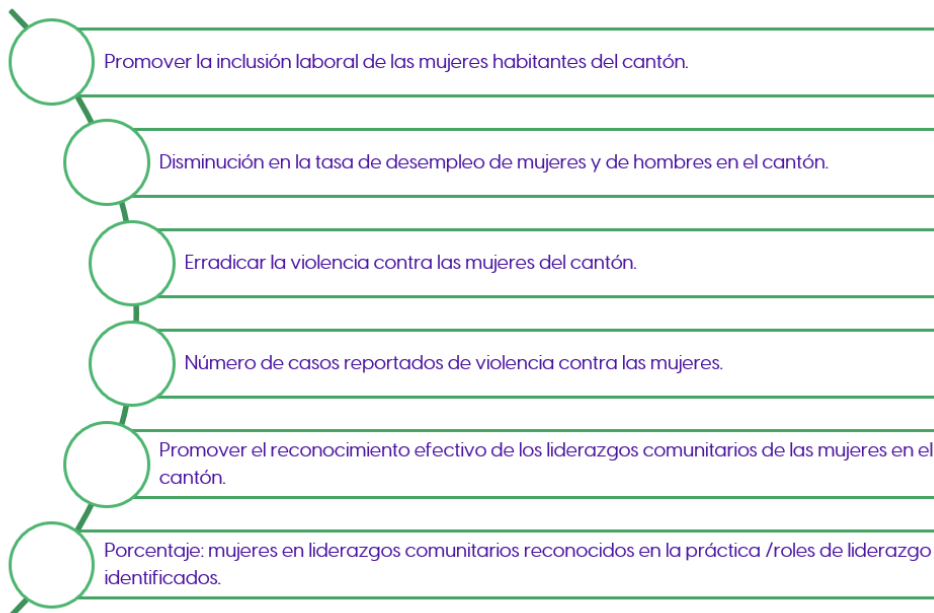 Promover la inclusión laboral de las mujeres habitantes del cantón.
Disminución en la tasa de desempleo de mujeres y de hombres en el cantón.
Erradicar la violencia contra las mujeres del cantón.
Número de casos reportados de violencia contra las mujeres.
Promover el reconocimiento efectivo de los liderazgos comunitarios de las mujeres en el
cantón.
Porcentaje: mujeres en liderazgos comunitarios reconocidos en la práctica /roles de liderazgo
identificados.